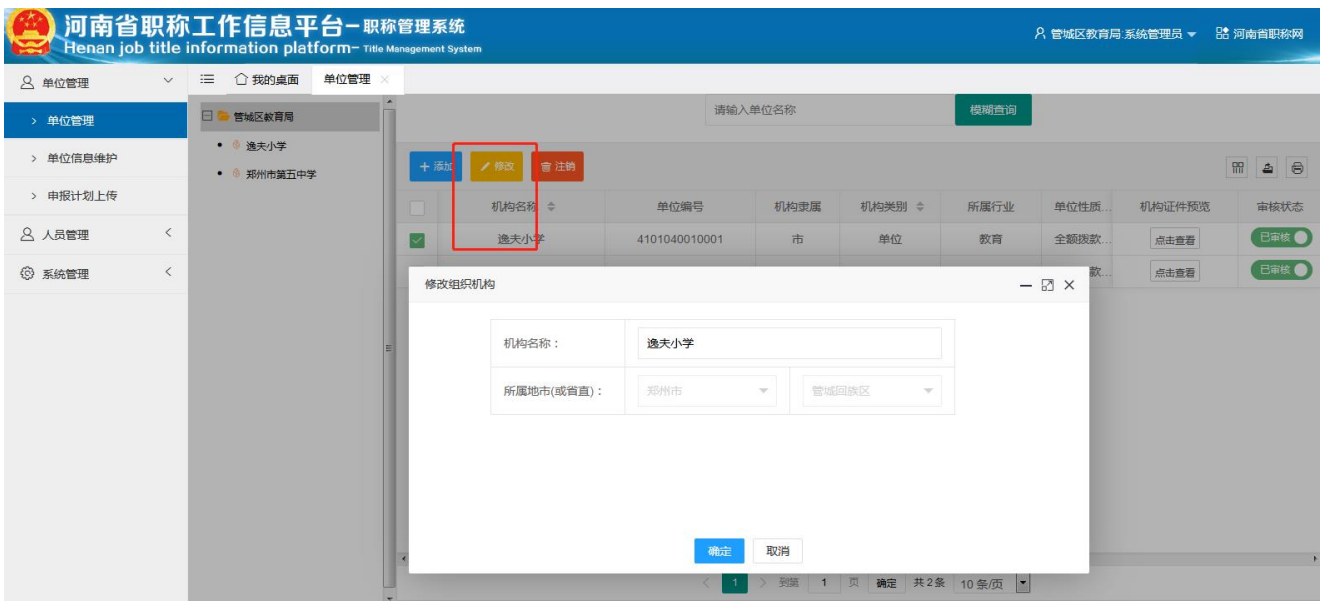 河南省职称工作信息平台-职称管理系统
Henan job title information platform- Title Management System
管城区教育局:系统管理员
河南省职称网
单位管理
我的桌面
单位管理
单位管理
单位信息维护
申报计划上传
人员管理
系统管理
管城区教育局
逸夫小学
郑州市第五中学
请输入单位名称
模糊查询
添加
修改
注销
机构名称 单位编号 机构隶属 机构类别 所属行业 单位性质... 机构证件预览 审核状态
逸夫小学 4101040010001 市 单位 教育 全额拨款... 点击查看 已审核
款... 点击查看 已审核
修改组织机构
机构名称: 逸夫小学
所属地市(或省直): 郑州市 管城回族区
确定 取消
1 到第 1 页 确定 共2条 10条/页